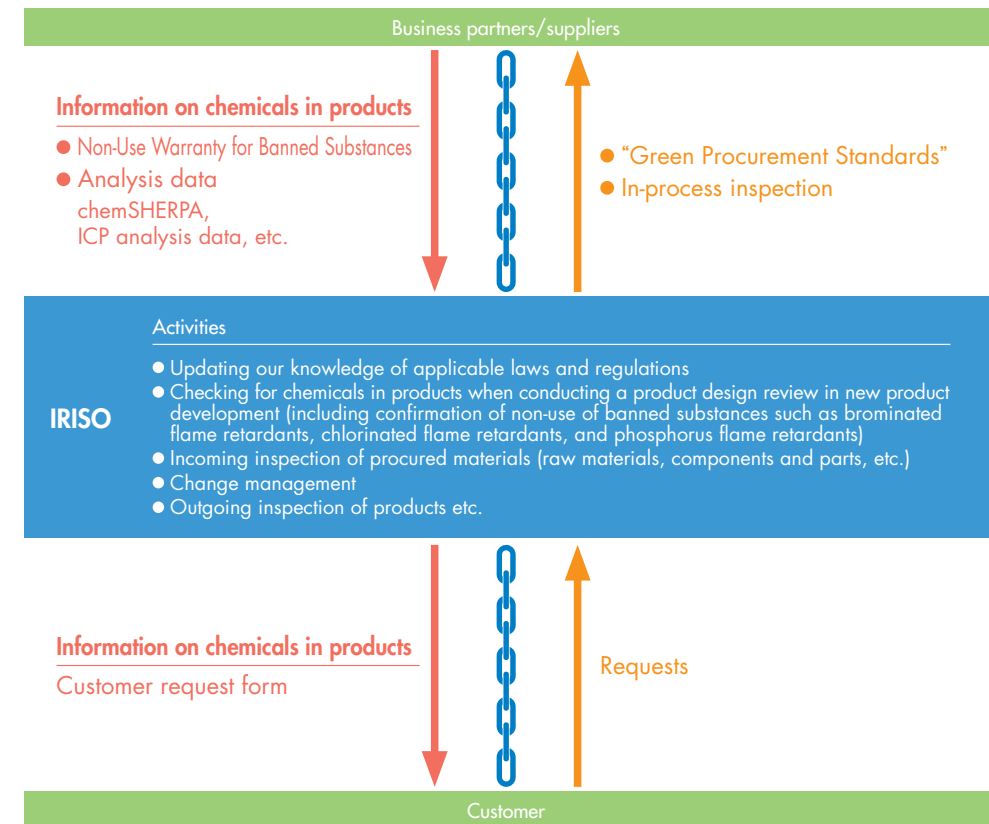 Business partners/suppliers
Information on chemicals in products
● Non-Use Warranty for Banned Substances
● Analysis data
chemSHERPA,
ICP analysis data, etc.
● “Green Procurement Standards”
● In-process inspection
IRISO
Activities
● Updating our knowledge of applicable laws and regulations
● Checking for chemicals in products when conducting a product design review in new product
development (including confirmation of non-use of banned substances such as brominated
flame retardants, chlorinated flame retardants, and phosphorus flame retardants)
● Incoming inspection of procured materials (raw materials, components and parts, etc.)
● Change management
● Outgoing inspection of products etc.
Information on chemicals in products
Customer request form
Requests
Customer